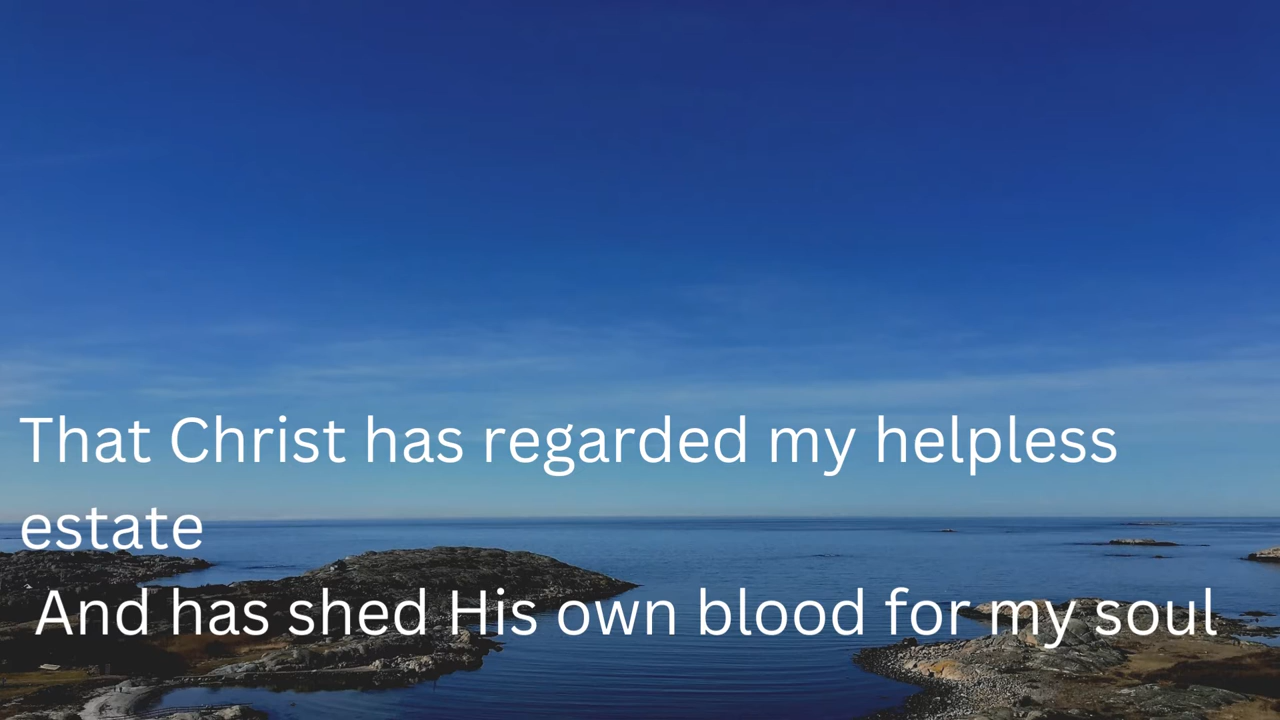 That Christ has regarded my helpless
estate
And has shed His own blood for my soul